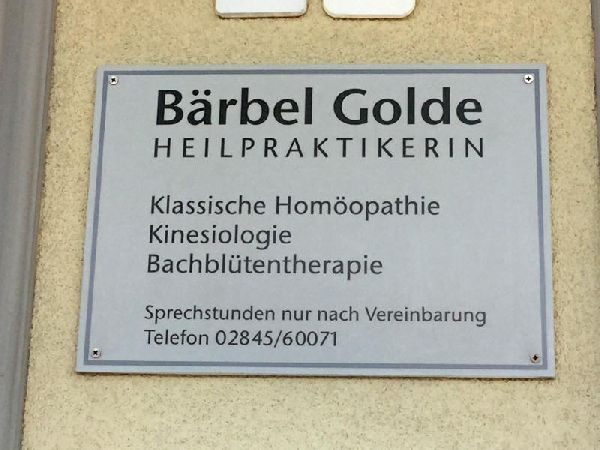 Bärbel Golde
HEILPRAKTIKERIN
Klassische Homöopathie
Kinesiologie
Bachblütentherapie
Sprechstunden nur nach Vereinbarung
Telefon 02845/60071